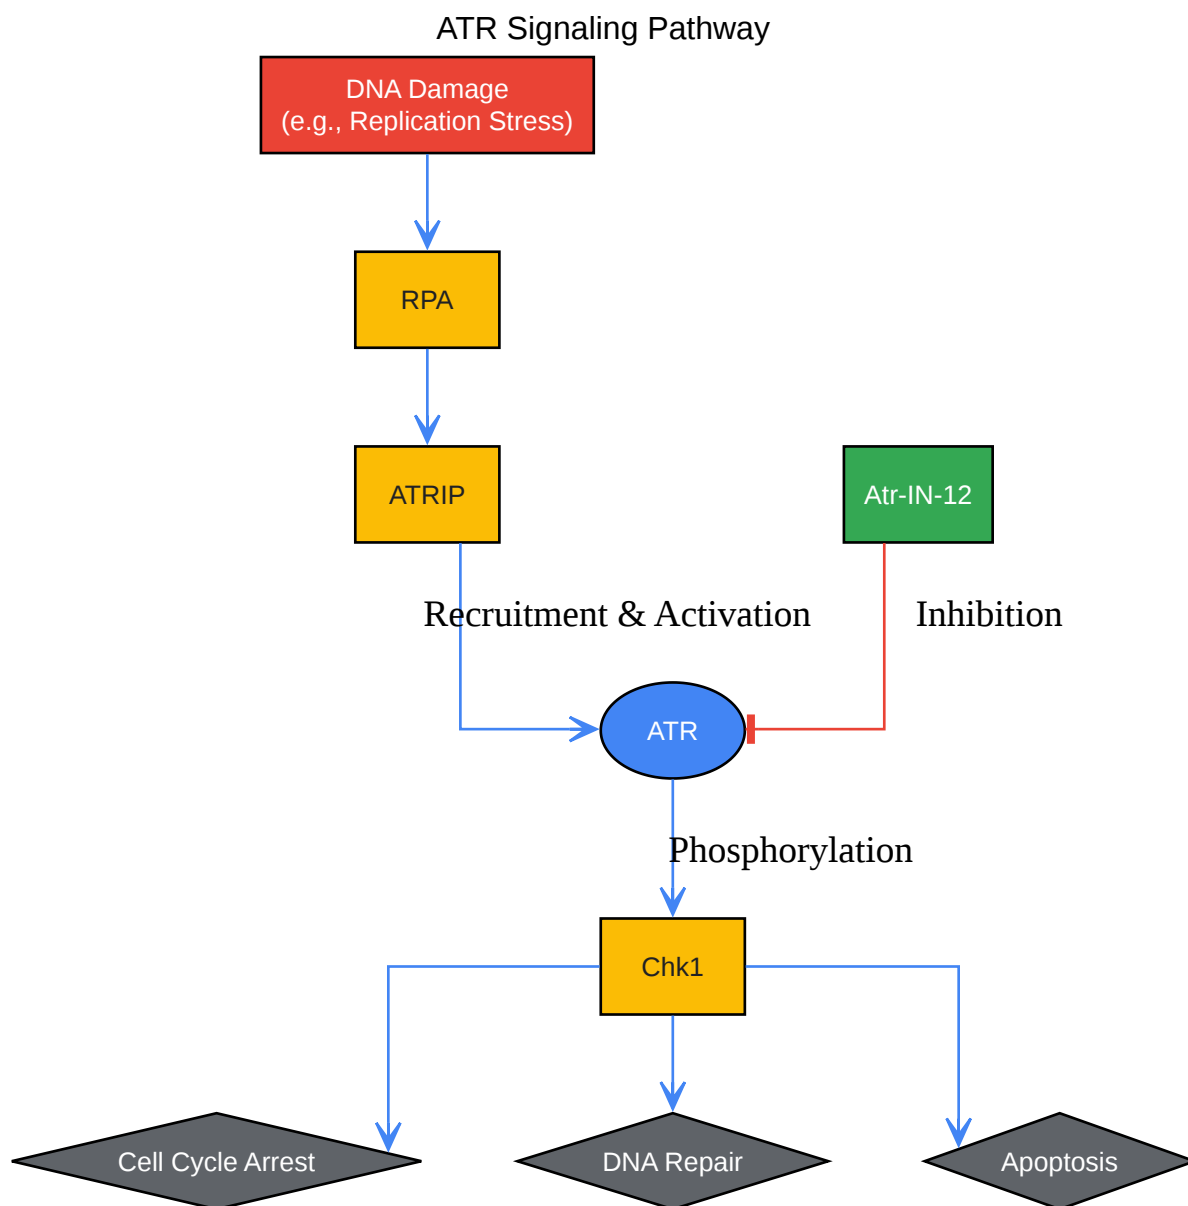 ATR Signaling Pathway
DNA Damage
(e.g., Replication Stress)
RPA
ATRIP
Atr-IN-12
Recruitment & Activation
Inhibition
ATR
Phosphorylation
Chk1
Cell Cycle Arrest
DNA Repair
Apoptosis